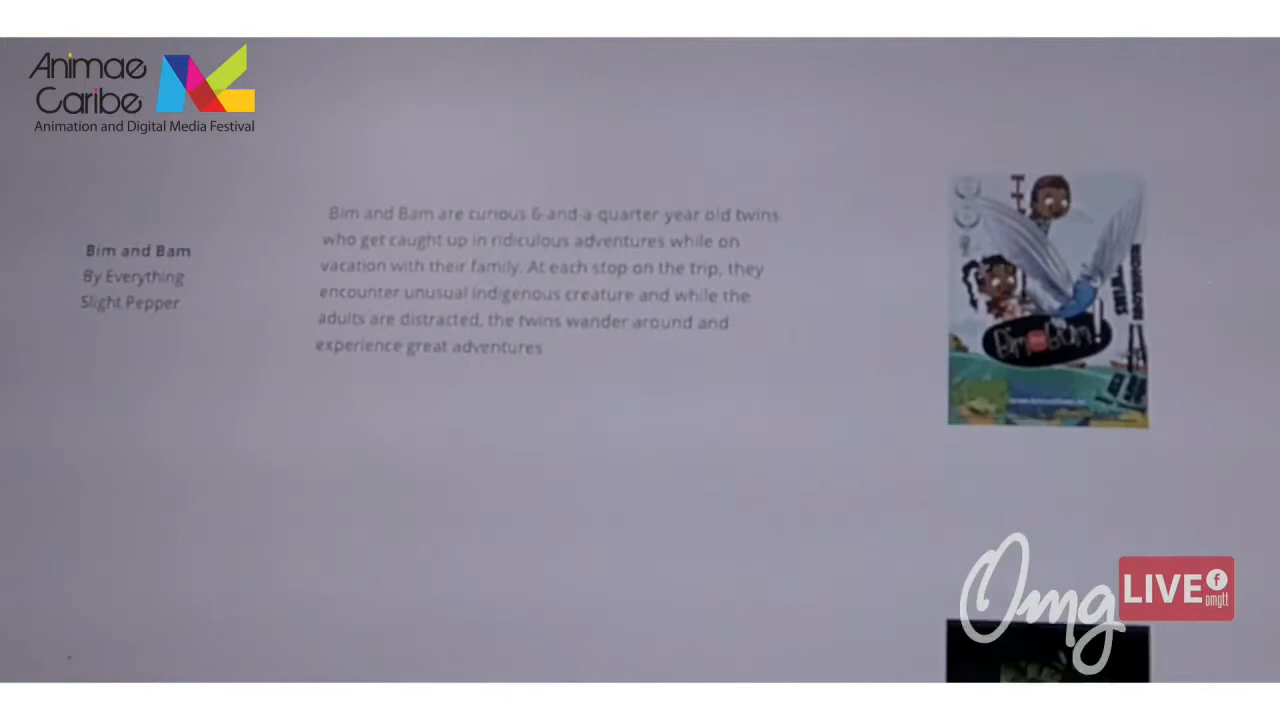 Animae
Caribe
Animation and Digital Media Festival
Bim and Bam
By Everything
Slight Pepper
Bim and Bam are curious 6-and-a-quarter year old twins
who get caught up in ridiculous adventures while on
vacation with their family. At each stop on the trip, they
encounter unusual indigenous creature and while the
adults are distracted, the twins wander around and
experience great adventures
Omg
LIVE
f
omgtt